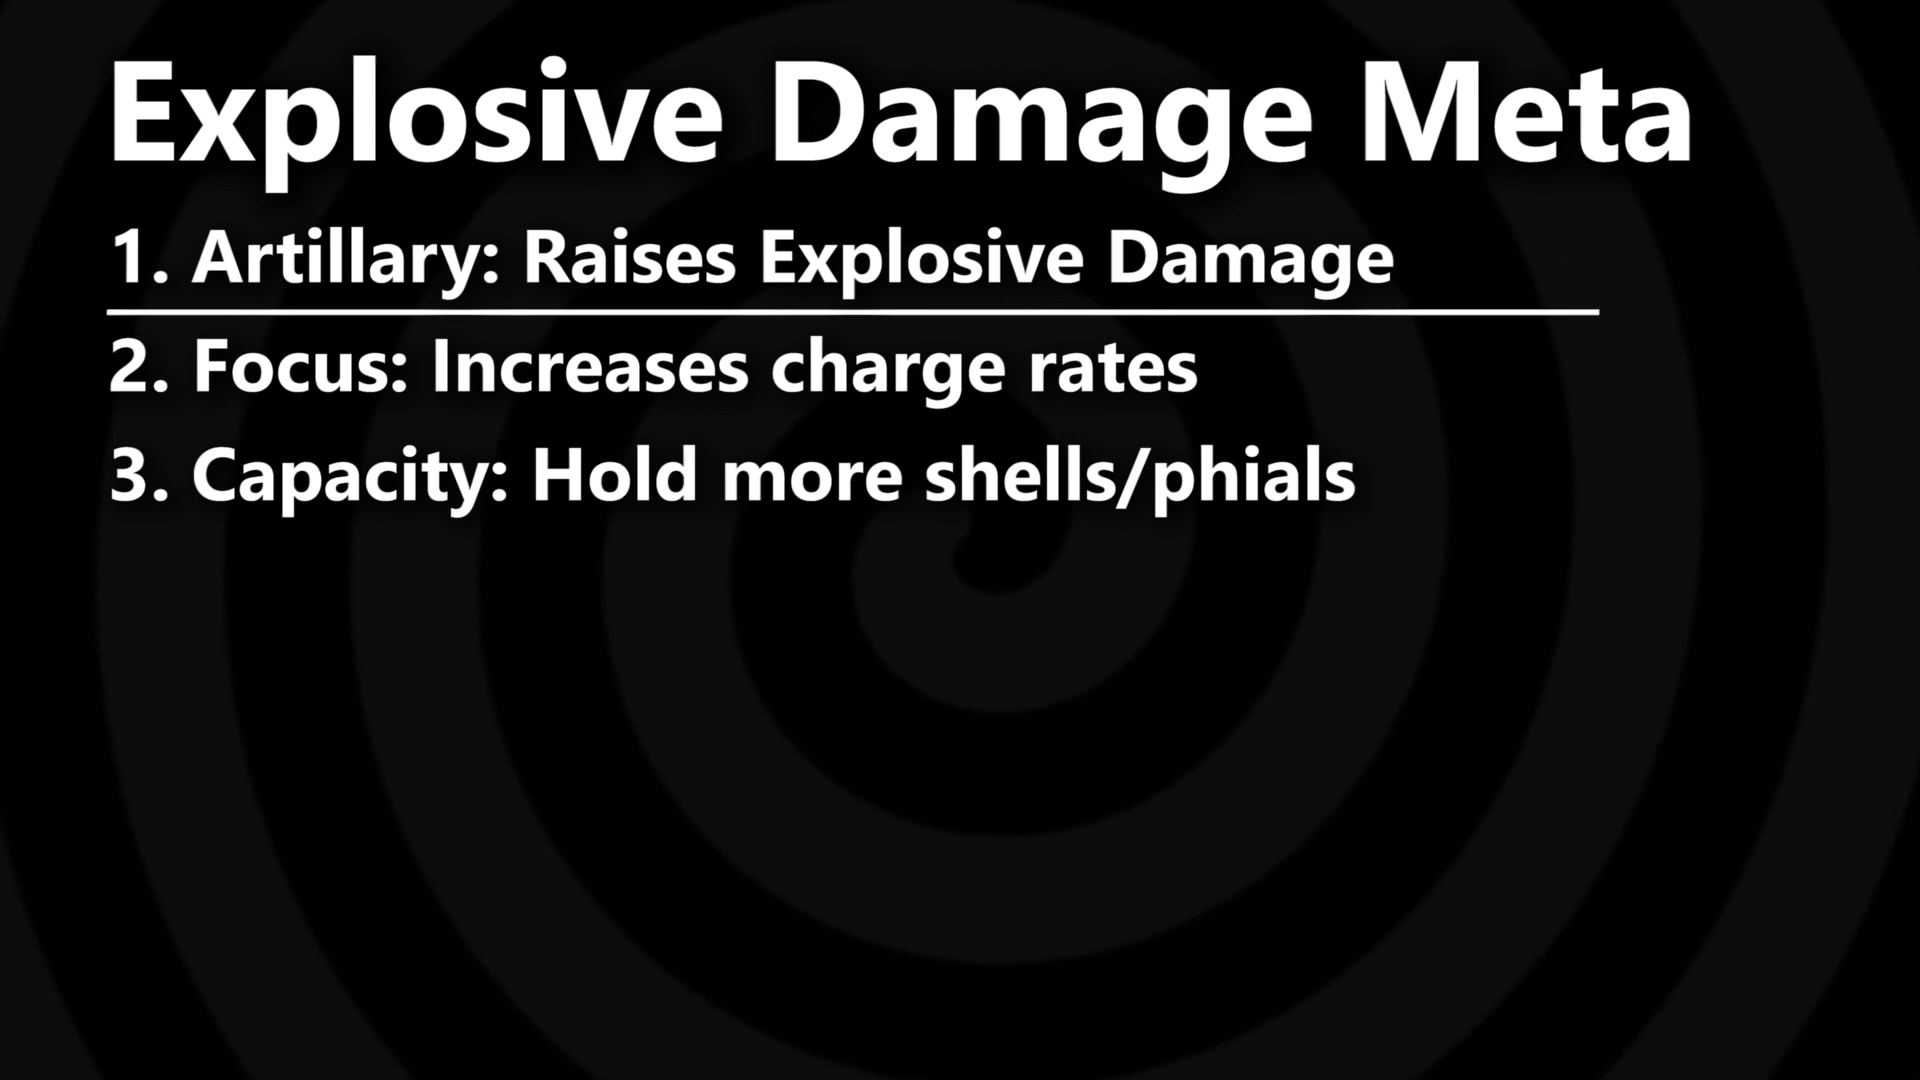 Explosive Damage Meta
1. Artillary: Raises Explosive Damage
2. Focus: Increases charge rates
3. Capacity: Hold more shells/phials